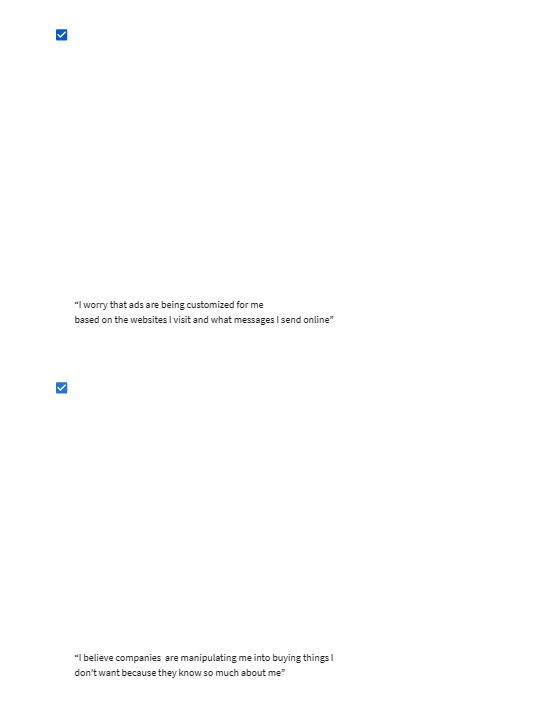 “I worry that ads are being customized for me
based on the websites I visit and what messages I send online”
“I believe companies  are manipulating me into buying things I
don’t want because they know so much about me”